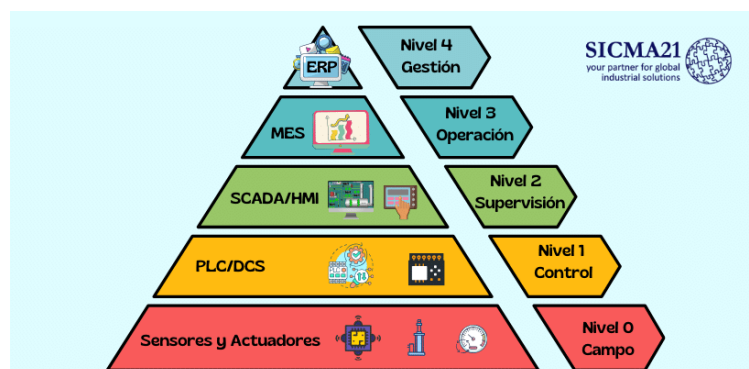 ERP
Nivel 4
Gestión
SICMA21
your partner for global
industrial solutions
MES
Nivel 3
Operación
SCADA/HMI
Nivel 2
Supervisión
PLC/DCS
Nivel 1
Control
Sensores y Actuadores
Nivel 0
Campo